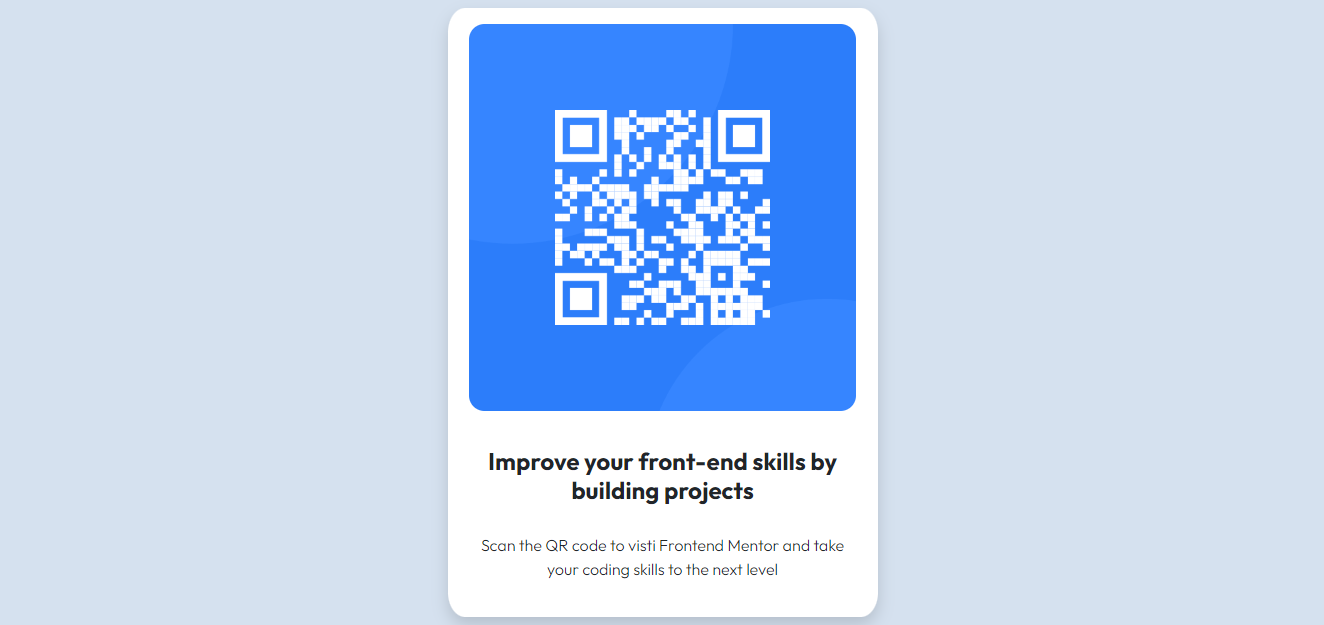 Improve your front-end skills by
building projects
Scan the QR code to visti Frontend Mentor and take
your coding skills to the next level